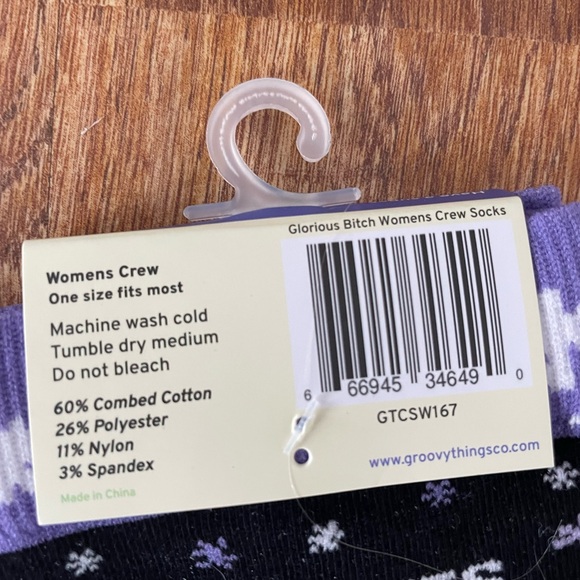 Womens Crew
One size fits most
Machine wash cold
Tumble dry medium
Do not bleach
60% Combed Cotton
26% Polyester
11% Nylon
3% Spandex
Made in China
Glorious Bitch Womens Crew Socks
6 66945 34649 0
GTCSW167
www.groovythingsco.com